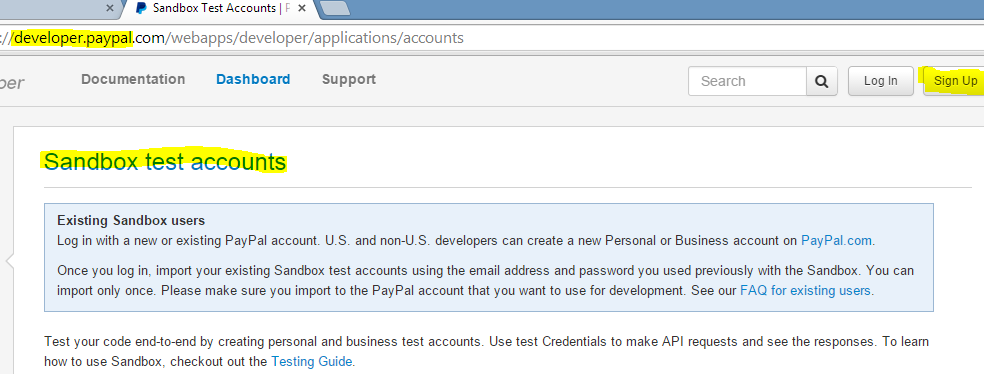 Sandbox Test Accounts | P
://developer.paypal.com/webapps/developer/applications/accounts
per Documentation Dashboard Support Search Log In Sign Up
Sandbox test accounts
Existing Sandbox users
Log in with a new or existing PayPal account. U.S. and non-U.S. developers can create a new Personal or Business account on PayPal.com.
Once you log in, import your existing Sandbox test accounts using the email address and password you used previously with the Sandbox. You can
import only once. Please make sure you import to the PayPal account that you want to use for development. See our FAQ for existing users.
Test your code end-to-end by creating personal and business test accounts. Use test Credentials to make API requests and see the responses. To learn
how to use Sandbox, checkout out the Testing Guide.